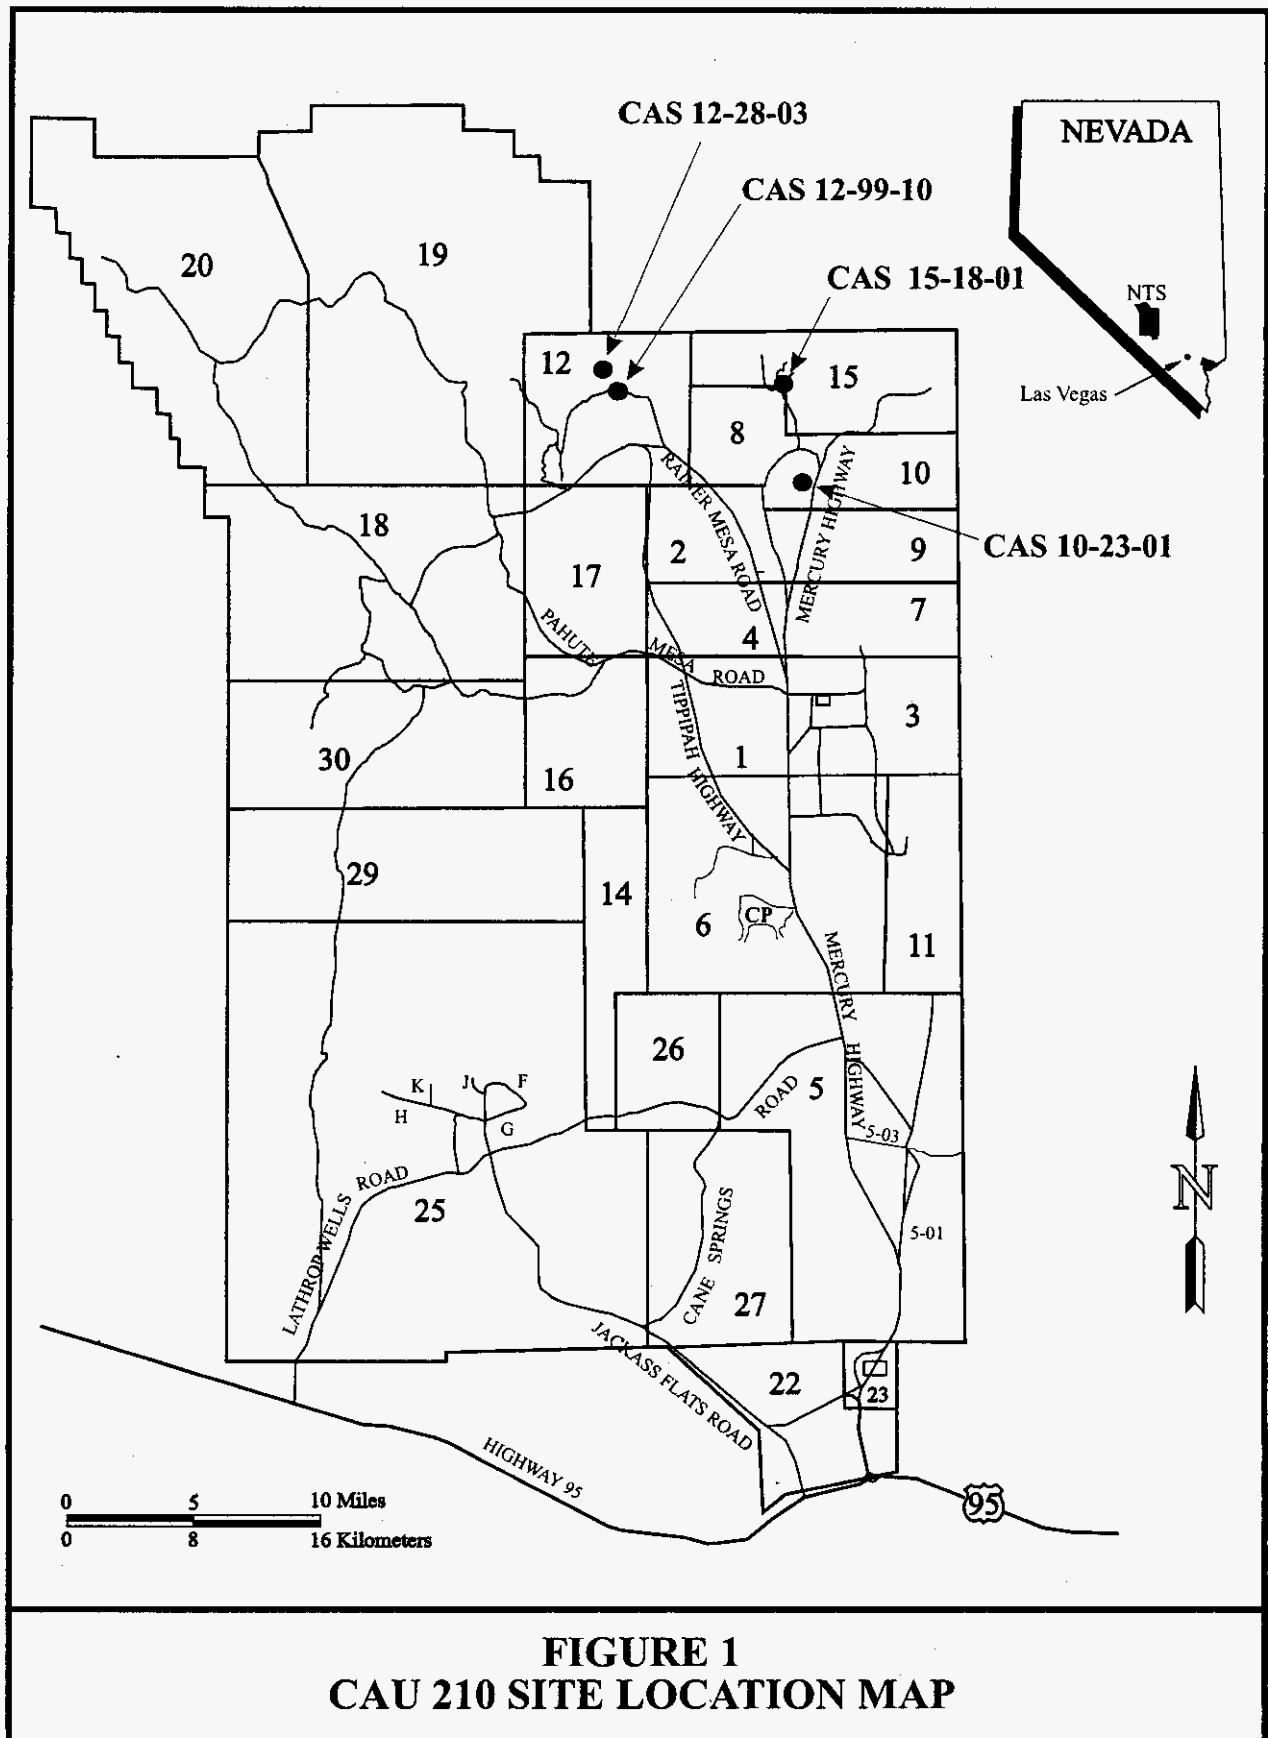 CAS 12-28-03
NEVADA
CAS 12-99-10
20
19
CAS 15-18-01
NTS
12
15
Las Vegas
8
10
RAINER MESA ROAD
MERCURY HIGHWAY
18
2
9
CAS 10-23-01
17
7
4
PAHUTE MESA ROAD
TIPPIPAH HIGHWAY
3
30
1
16
29
14
6
CP
11
MERCURY HIGHWAY
26
5
K
J
F
H
G
ROAD
5-03
LATHROP WELLS ROAD
25
5-01
CANE SPRINGS
27
JACKASS FLATS ROAD
22
23
HIGHWAY 95
95
0 5 10 Miles
0 8 16 Kilometers
N
FIGURE 1
CAU 210 SITE LOCATION MAP